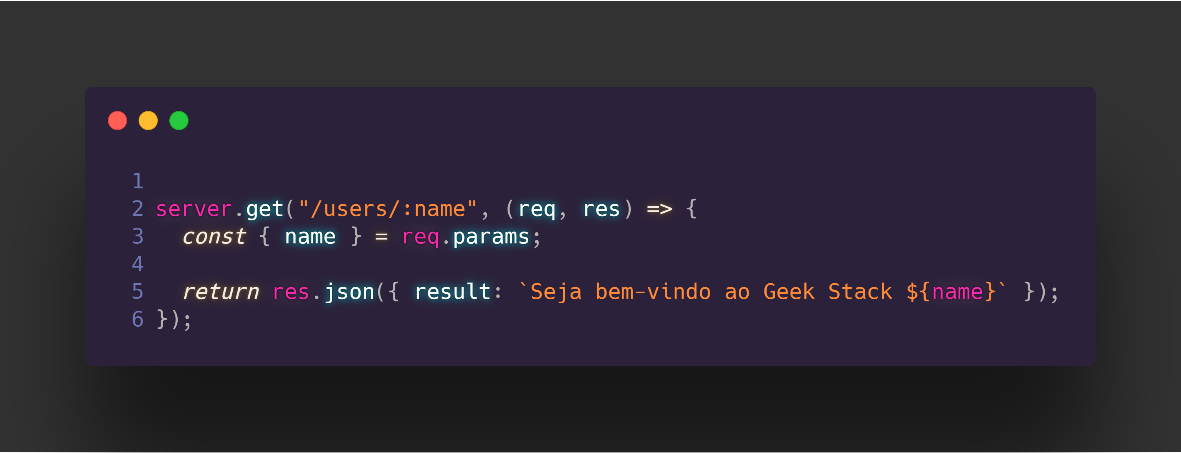 1
2 server.get("/users/:name", (req, res) => {
3   const { name } = req.params;
4
5   return res.json({ result: `Seja bem-vindo ao Geek Stack ${name}` });
6 });